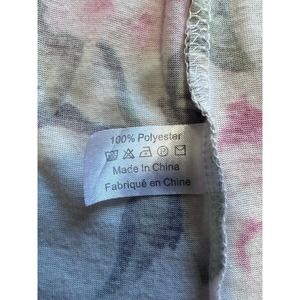 100% Polyester
Made In China
Fabriqué en Chine